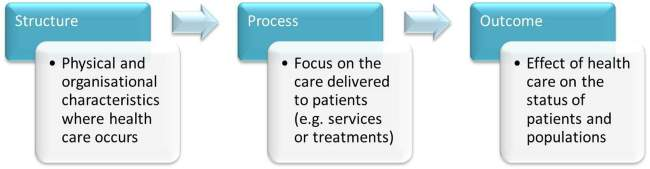 Structure
• Physical and
organisational
characteristics
where health
care occurs
Process
• Focus on the
care delivered
to patients
(e.g. services
or treatments)
Outcome
• Effect of health
care on the
status of
patients and
populations